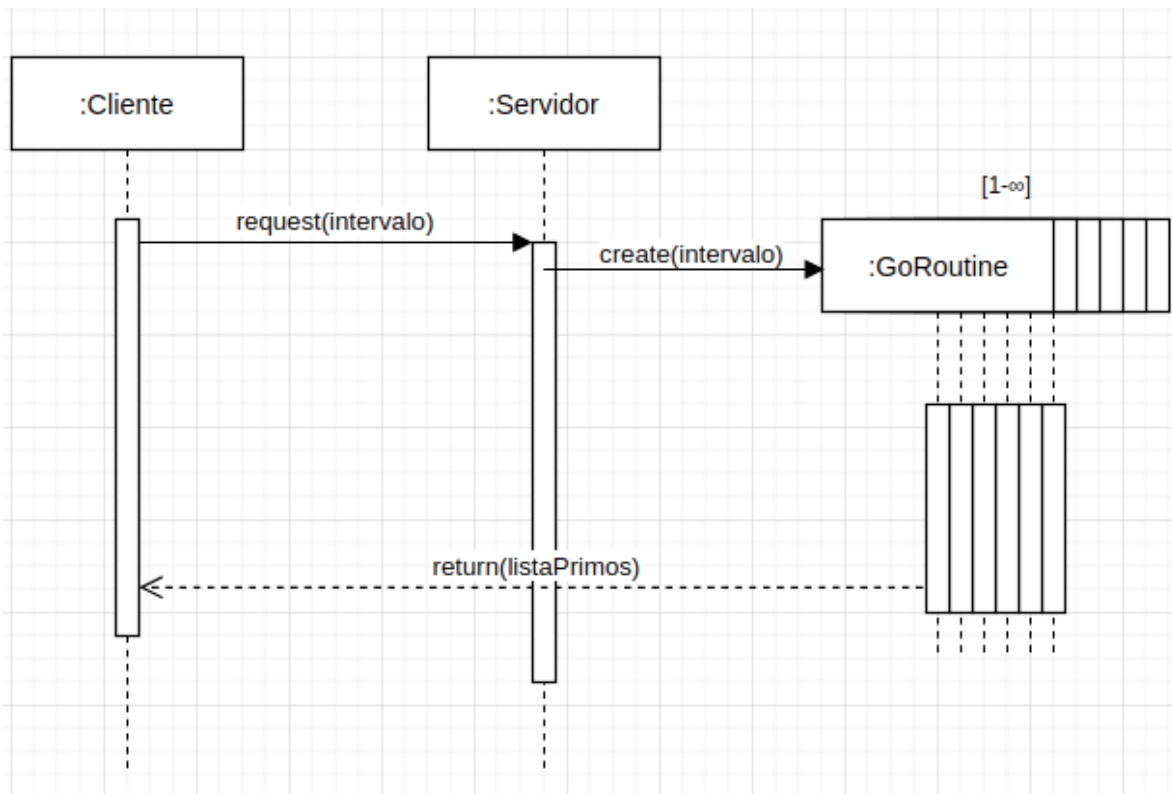 :Cliente
:Servidor
[1-∞]
request(intervalo)
create(intervalo)
:GoRoutine
return(listaPrimos)